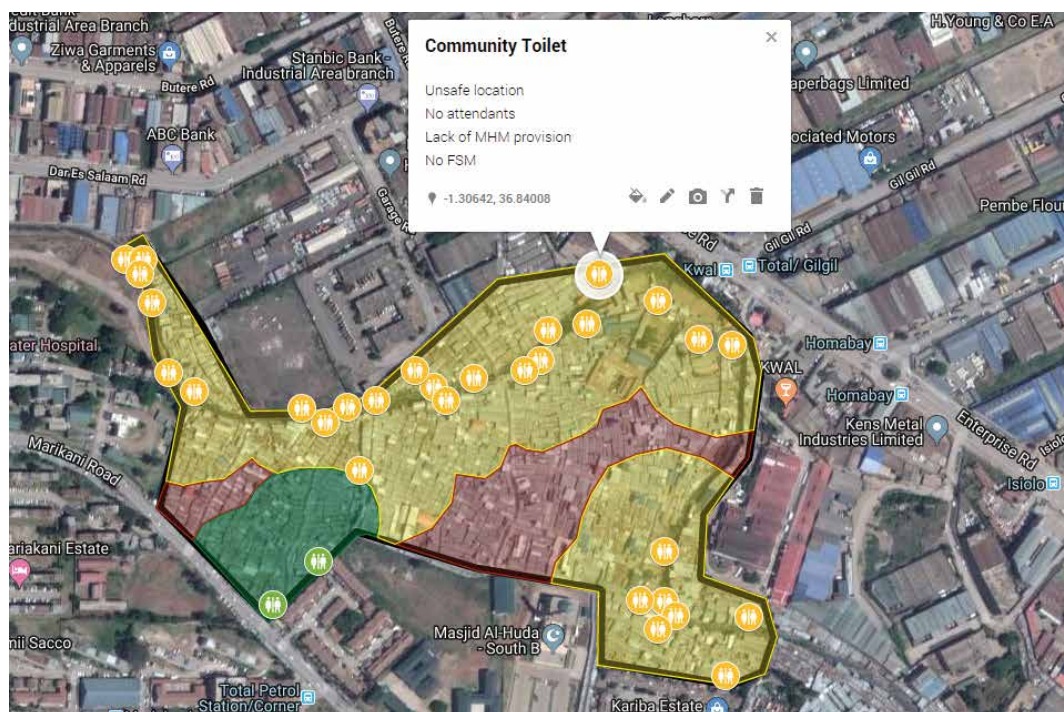 dustrial Area Branch
Ziwa Garments
& Apparels
Butere Rd
Butere Rd
Stanbic Bank -
Industrial Area branch
ABC Bank
Dar Es Salaam Rd
Garage Rd
H.Young & Co E.A
aperbags Limited
ociated Motors
Gil Gil Rd
Pembe Flour
Community Toilet
Unsafe location
No attendants
Lack of MHM provision
No FSM
-1.30642, 36.84008
Gil Gil Rd
Kwal
Total/ Gilgil
ater Hospital
Homabay
KWAL
Homabay
Kens Metal
Industries Limited
Enterprise Rd
Isiolo
Marikani Road
ariakani Estate
nii Sacco
Masjid Al-Huda
- South B
Total Petrol
Station/Corner
Kariba Estate